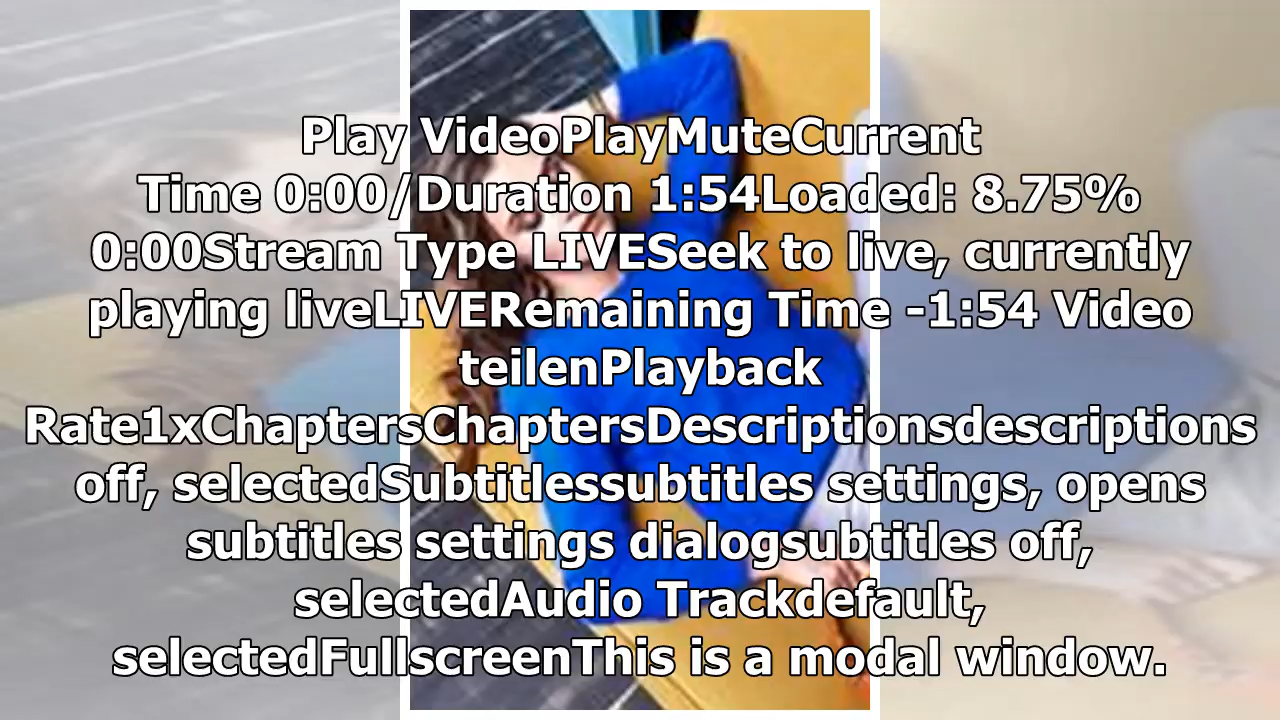 Play VideoPlayMuteCurrent
Time 0:00/Duration 1:54Loaded: 8.75%
0:00Stream Type LIVESeek to live, currently
playing liveLIVERemaining Time -1:54 Video
teilenPlayback
Rate1xChaptersChaptersDescriptionsdescriptions
off, selectedSubtitlessubtitles settings, opens
subtitles settings dialogsubtitles off,
selectedAudio Trackdefault,
selectedFullscreenThis is a modal window.